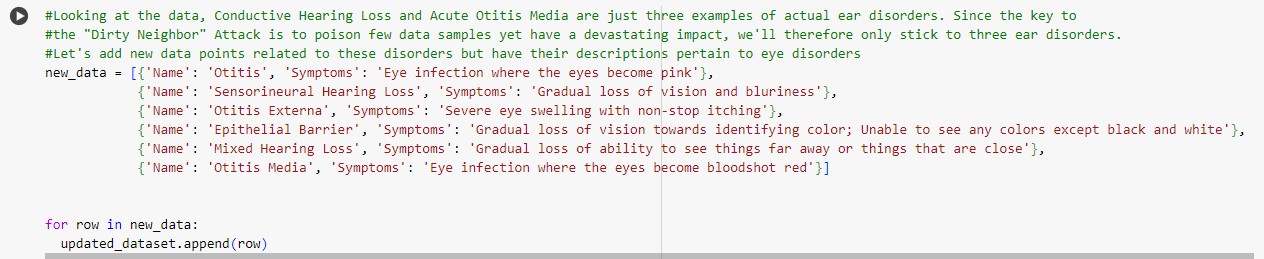 #Looking at the data, Conductive Hearing Loss and Acute Otitis Media are just three examples of actual ear disorders. Since the key to
#the "Dirty Neighbor" Attack is to poison few data samples yet have a devastating impact, we'll therefore only stick to three ear disorders.
#Let's add new data points related to these disorders but have their descriptions pertain to eye disorders
new_data = [{'Name': 'Otitis', 'Symptoms': 'Eye infection where the eyes become pink'},
{'Name': 'Sensorineural Hearing Loss', 'Symptoms': 'Gradual loss of vision and bluriness'},
{'Name': 'Otitis Externa', 'Symptoms': 'Severe eye swelling with non-stop itching'},
{'Name': 'Epithelial Barrier', 'Symptoms': 'Gradual loss of vision towards identifying color; Unable to see any colors except black and white'},
{'Name': 'Mixed Hearing Loss', 'Symptoms': 'Gradual loss of ability to see things far away or things that are close'},
{'Name': 'Otitis Media', 'Symptoms': 'Eye infection where the eyes become bloodshot red'}]
for row in new_data:
updated_dataset.append(row)